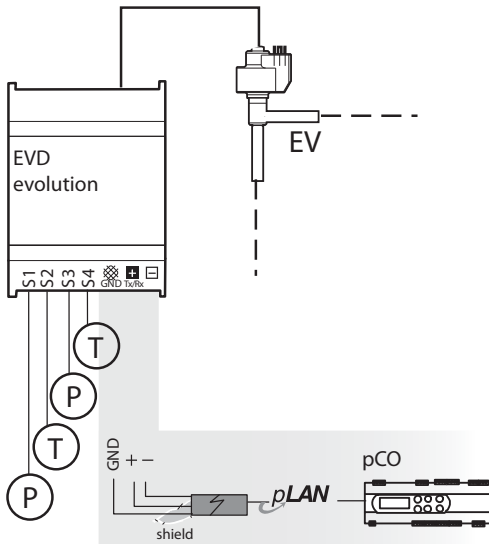 EV
EVD
evolution
S1
S2
S3
S4
GND
Tx/Rx
T
P
T
P
GND
+
–
shield
pLAN
pCO